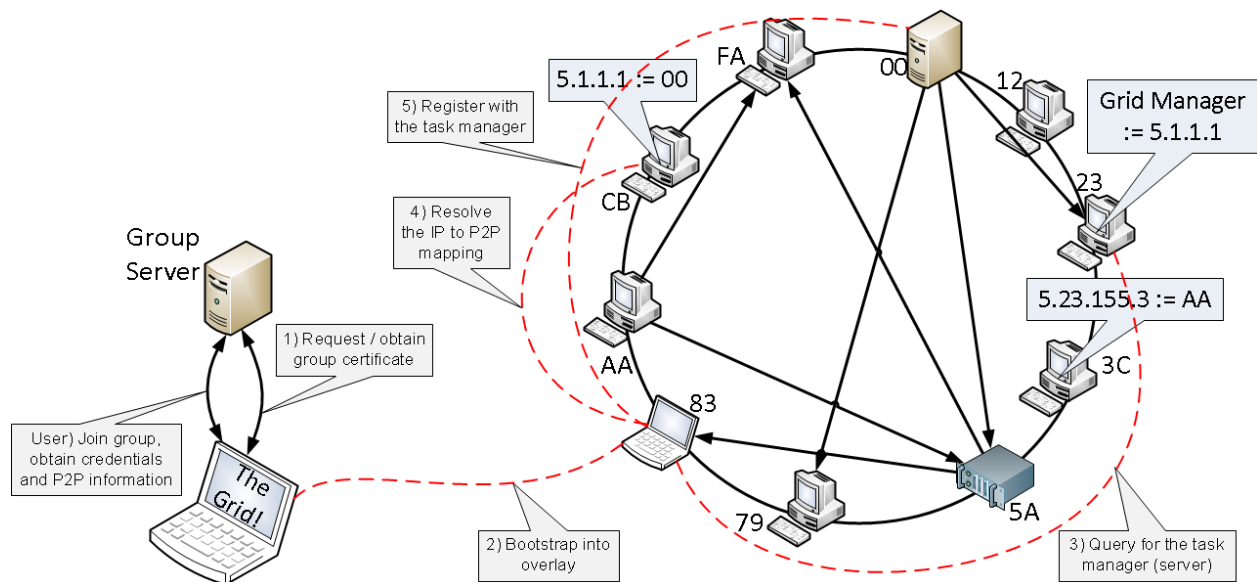 FA
00
12
5.1.1.1 := 00
Grid Manager
:= 5.1.1.1
5) Register with
the task manager
23
CB
4) Resolve
the IP to P2P
mapping
Group
Server
5.23.155.3 := AA
1) Request / obtain
group certificate
AA
3C
83
User) Join group,
obtain credentials
and P2P information
The
Grid!
79
5A
2) Bootstrap into
overlay
3) Query for the task
manager (server)